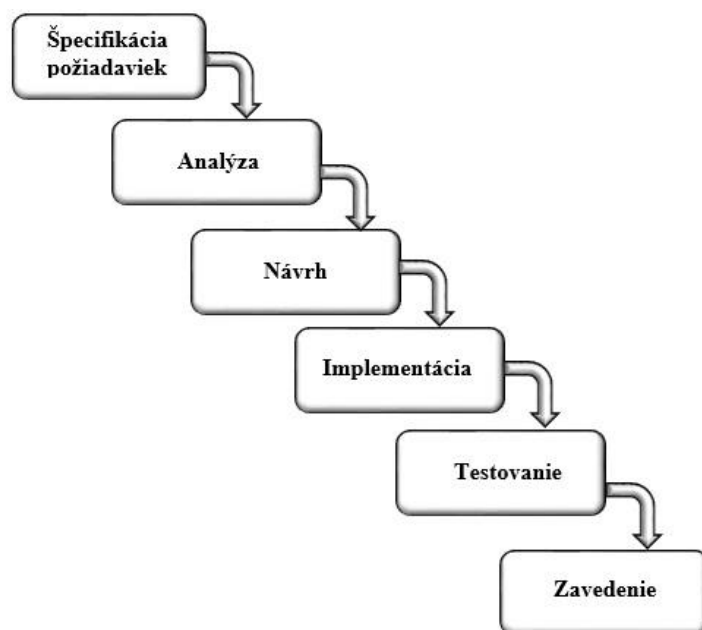 Špecifikácia
požiadaviek
Analýza
Návrh
Implementácia
Testovanie
Zavedenie